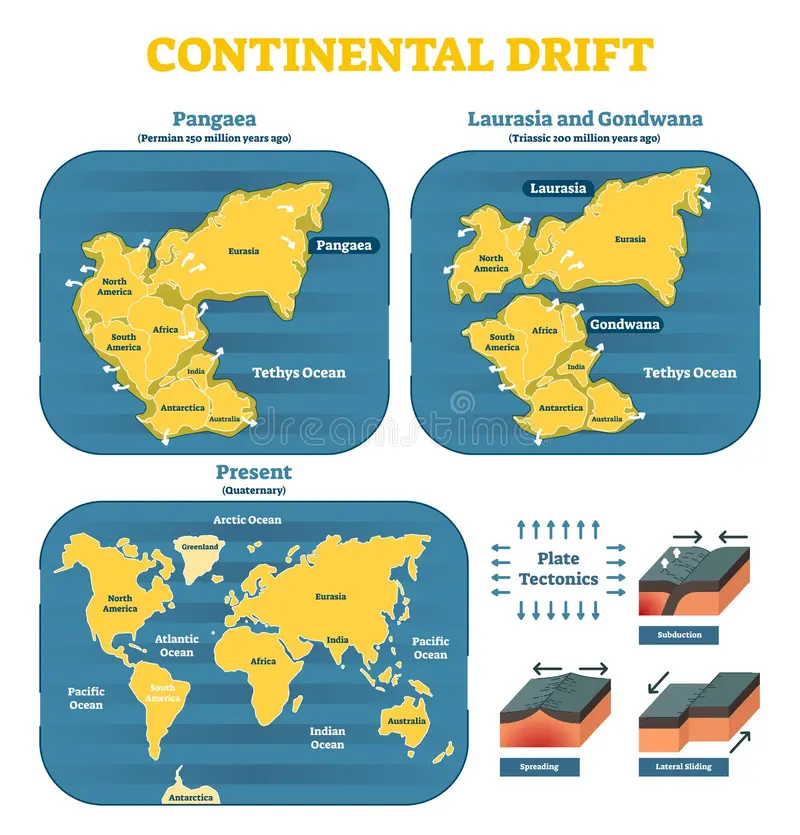 CONTINENTAL DRIFT
Pangaea
(Permian 250 million years ago)
Eurasia
Pangaea
North
America
Africa
South
America
India
Tethys Ocean
Antarctica
Australia
Laurasia and Gondwana
(Triassic 200 million years ago)
Laurasia
Eurasia
North
America
Africa
Gondwana
South
America
India
Tethys Ocean
Antarctica
Australia
dreamstime
Present
(Quaternary)
Arctic Ocean
Greenland
North
America
Eurasia
Atlantic
Ocean
India
Pacific
Ocean
Africa
Pacific
Ocean
South
America
Australia
Indian
Ocean
Antarctica
Plate
Tectonics
Subduction
Spreading
Lateral Sliding